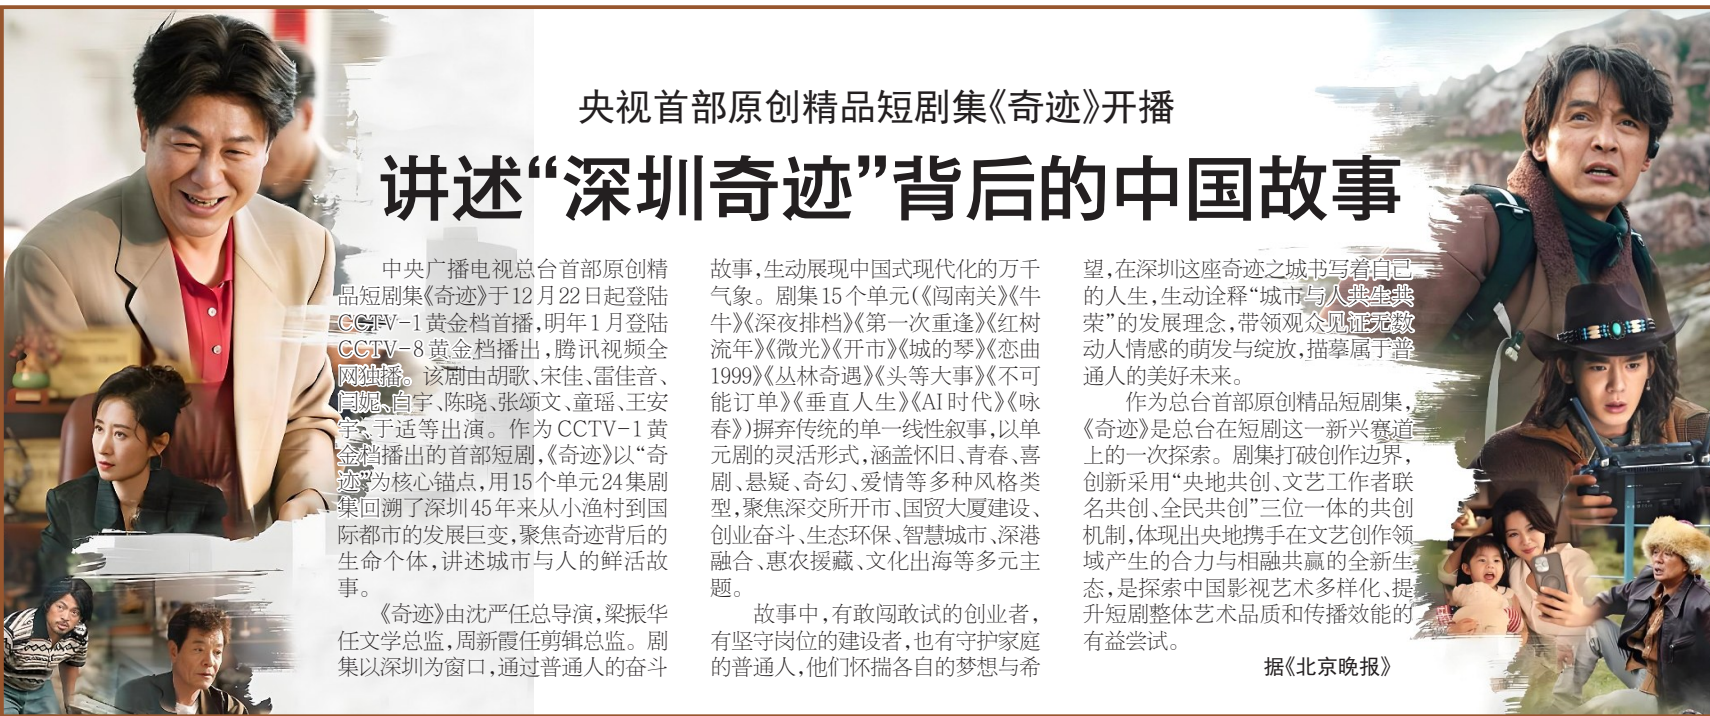 央视首部原创精品短剧集《奇迹》开播
讲述“深圳奇迹”背后的中国故事
中央广播电视总台首部原创精
品短剧集《奇迹》于12月22日起登陆
CCTV-1黄金档首播,明年1月登陆
CCTV-8黄金档播出,腾讯视频全
网独播。该剧由胡歌、宋佳、雷佳音、
闫妮、白宇、陈晓、张颂文、童瑶、王安
宇、于适等出演。作为CCTV-1黄
金档播出的首部短剧,《奇迹》以“奇
迹”为核心锚点,用15个单元24集剧
集回溯了深圳45年来从小渔村到国
际都市的发展巨变,聚焦奇迹背后的
生命个体,讲述城市与人的鲜活故
事。
《奇迹》由沈严任总导演,梁振华
任文学总监,周新霞任剪辑总监。剧
集以深圳为窗口,通过普通人的奋斗
故事,生动展现中国式现代化的万千
气象。剧集15个单元(《闯南关》《牛
牛》《深夜排档》《第一次重逢》《红树
流年》《微光》《开市》《城的琴》《恋曲
1999》《丛林奇遇》《头等大事》《不可
能订单》《垂直人生》《AI时代》《咏
春》)摒弃传统的单一线性叙事,以单
元剧的灵活形式,涵盖怀旧、青春、喜
剧、悬疑、奇幻、爱情等多种风格类
型,聚焦深交所开市、国贸大厦建设、
创业奋斗、生态环保、智慧城市、深港
融合、惠农援藏、文化出海等多元主
题。
故事中,有敢闯敢试的创业者,
有坚守岗位的建设者,也有守护家庭
的普通人,他们怀揣各自的梦想与希
望,在深圳这座奇迹之城书写着自己
的人生,生动诠释“城市与人共生共
荣”的发展理念,带领观众见证无数
动人情感的萌发与绽放,描摹属于普
通人的美好未来。
作为总台首部原创精品短剧集,
《奇迹》是总台在短剧这一新兴赛道
上的一次探索。剧集打破创作边界,
创新采用“央地共创、文艺工作者联
名共创、全民共创”三位一体的共创
机制,体现出央地携手在文艺创作领
域产生的合力与相融共赢的全新生
态,是探索中国影视艺术多样化、提
升短剧整体艺术品质和传播效能的
有益尝试。
据《北京晚报》